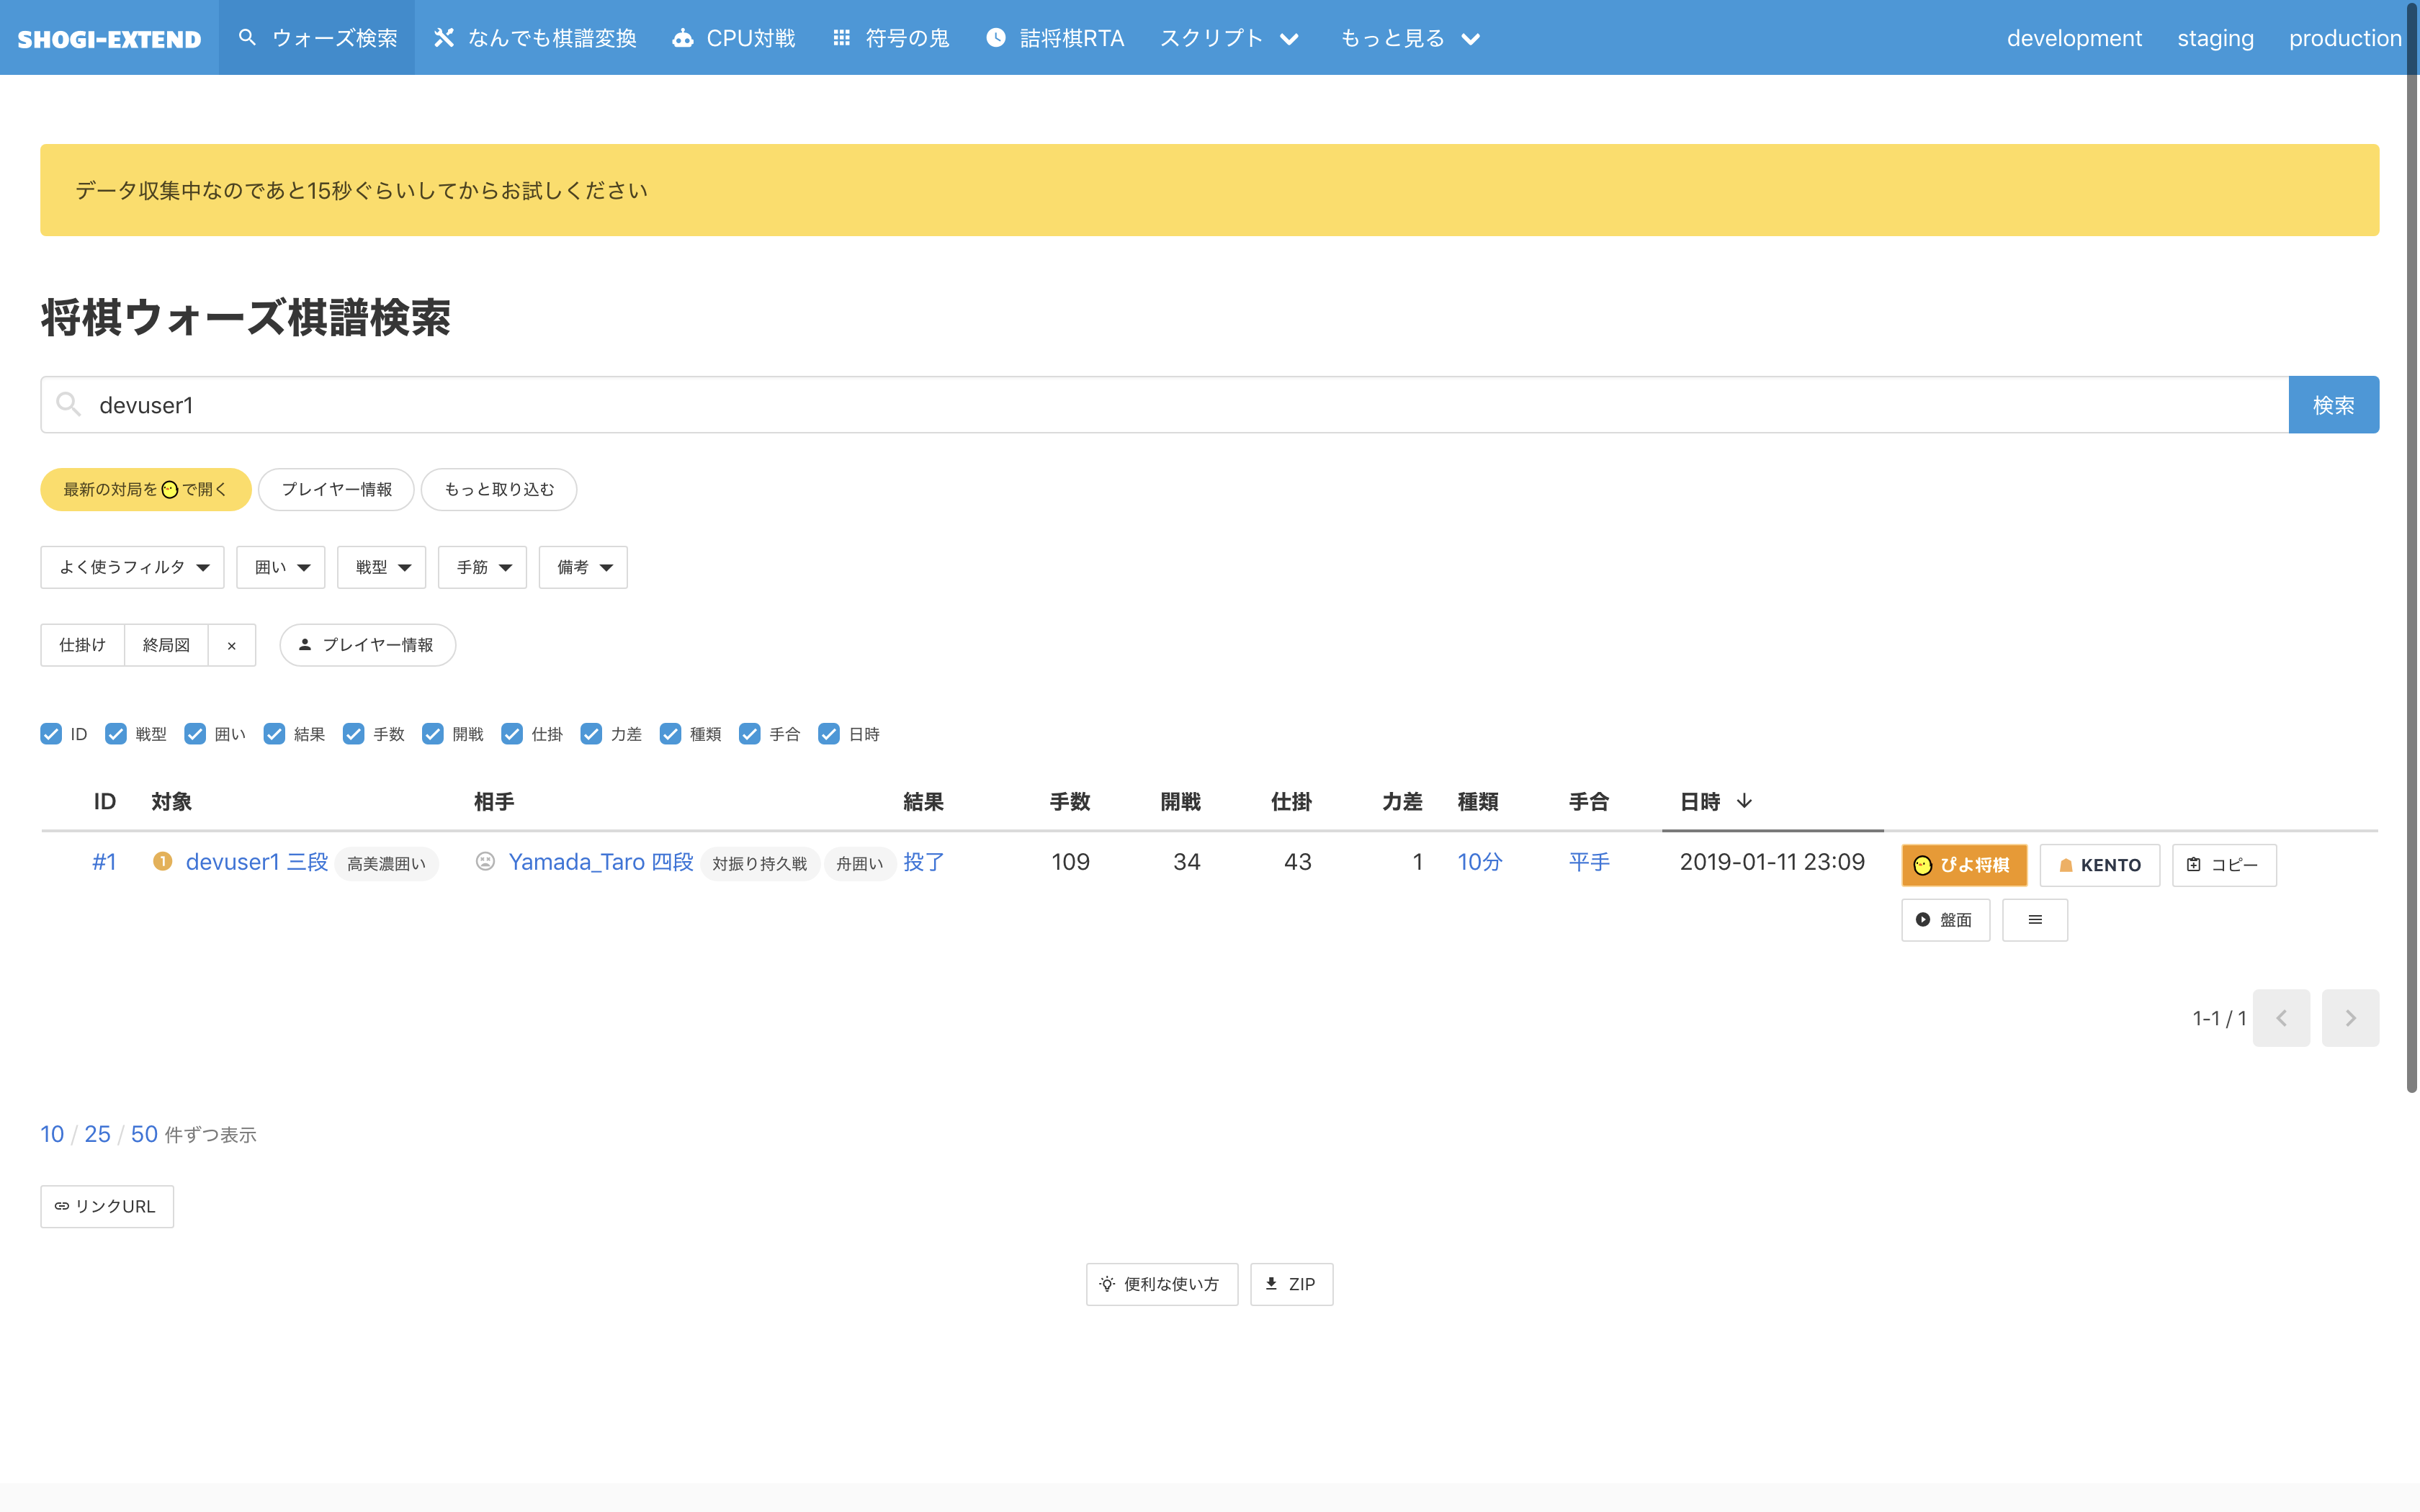 SHOGI-EXTEND ウォーズ検索 なんでも棋譜変換 CPU対戦 符号の鬼 詰将棋RTA スクリプト もっと見る development staging production
データ収集中なのであと15秒ぐらいしてからお試しください
将棋ウォーズ棋譜検索
devuser1 検索
最新の対局をで開く プレイヤー情報 もっと取り込む
よく使うフィルタ 囲い 戦型 手筋 備考
仕掛け 終局図 × プレイヤー情報
ID 戦型 囲い 結果 手数 開戦 仕掛 力差 種類 手合 日時
ID 対象 相手 結果 手数 開戦 仕掛 力差 種類 手合 日時
#1 1 devuser1 三段 高美濃囲い Yamada_Taro 四段 対振り持久戦 舟囲い 投了 109 34 43 1 10分 平手 2019-01-11 23:09 ぴよ将棋 KENTO コピー
盤面
1-1 / 1
10 / 25 / 50 件ずつ表示
リンクURL
便利な使い方 ZIP